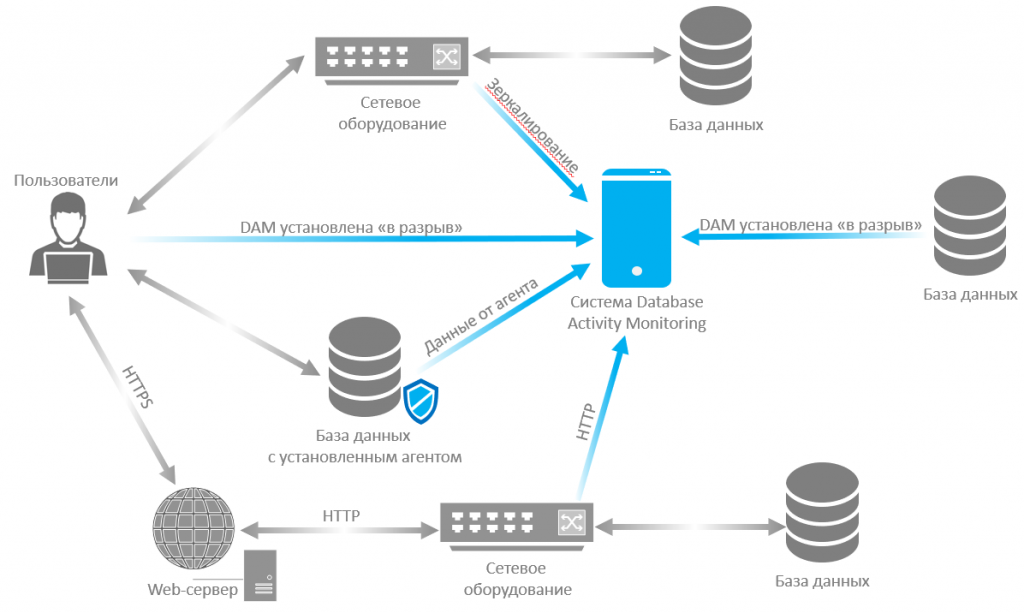 Сетевое
оборудование
База данных
Зеркалирование
Пользователи
DAM установлена «в разрыв»
DAM установлена «в разрыв»
База данных
Система Database
Activity Monitoring
Данные от агента
HTTPS
База данных
с установленным агентом
HTTP
HTTP
Web-сервер
Сетевое
оборудование
База данных